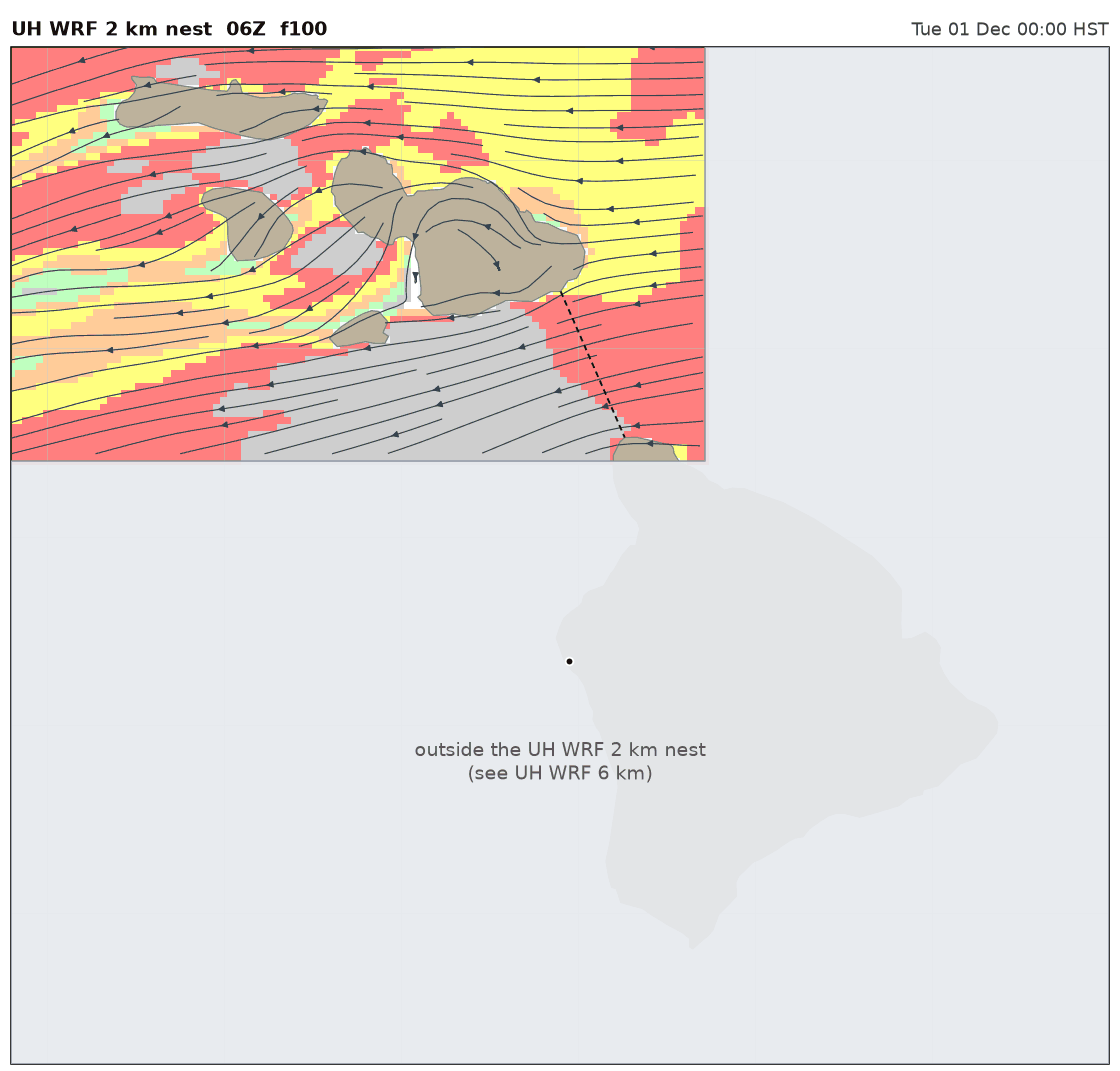 UH WRF 2 km nest  06Z  f100
Tue 01 Dec 00:00 HST
outside the UH WRF 2 km nest
(see UH WRF 6 km)